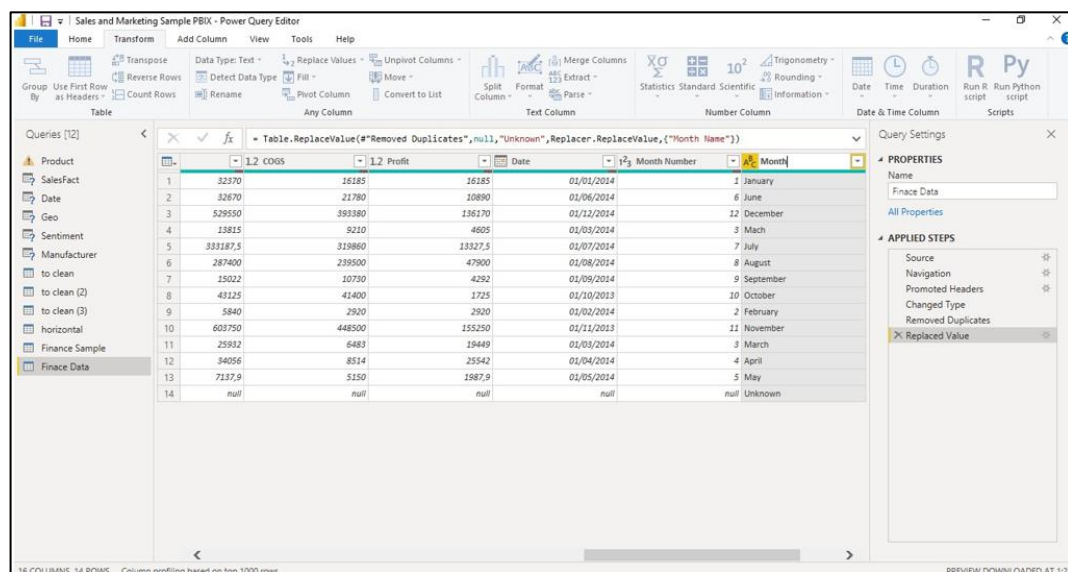 Sales and Marketing Sample PBIX - Power Query Editor
File Home Transform Add Column View Tools Help
Group By
Use First Row as Headers
Transpose
Reverse Rows
Count Rows
Table
Data Type: Text
Detect Data Type
Rename
Replace Values
Fill
Pivot Column
Unpivot Columns
Move
Convert to List
Any Column
Split Column
Format
Merge Columns
Extract
Parse
Text Column
Statistics Standard Scientific
Trigonometry
Rounding
Information
Number Column
Date Time Duration
Date & Time Column
Run R script
Run Python script
Scripts
Queries [12]
Product
SalesFact
Date
Geo
Sentiment
Manufacturer
to clean
to clean (2)
to clean (3)
horizontal
Finance Sample
Finace Data
= Table.ReplaceValue(#"Removed Duplicates",null,"Unknown",Replacer.ReplaceValue,{"Month Name"})
1.2 COGS 1.2 Profit Date 123 Month Number ABC Month
1 32370 16185 16185 01/01/2014 1 January
2 32670 21780 10890 01/06/2014 6 June
3 529550 393380 136170 01/12/2014 12 December
4 13815 9210 4605 01/03/2014 3 Mach
5 333187,5 319860 13327,5 01/07/2014 7 July
6 287400 239500 47900 01/08/2014 8 August
7 15022 10730 4292 01/09/2014 9 September
8 43125 41400 1725 01/10/2013 10 October
9 5840 2920 2920 01/02/2014 2 February
10 603750 448500 155250 01/11/2013 11 November
11 25932 6483 19449 01/03/2014 3 March
12 34056 8514 25542 01/04/2014 4 April
13 7137,9 5150 1987,9 01/05/2014 5 May
14 null null null null null Unknown
Query Settings
PROPERTIES
Name
Finace Data
All Properties
APPLIED STEPS
Source
Navigation
Promoted Headers
Changed Type
Removed Duplicates
Replaced Value
16 COLUMNS, 14 ROWS Column profiling based on top 1000 rows
PREVIEW DOWNLOADED AT